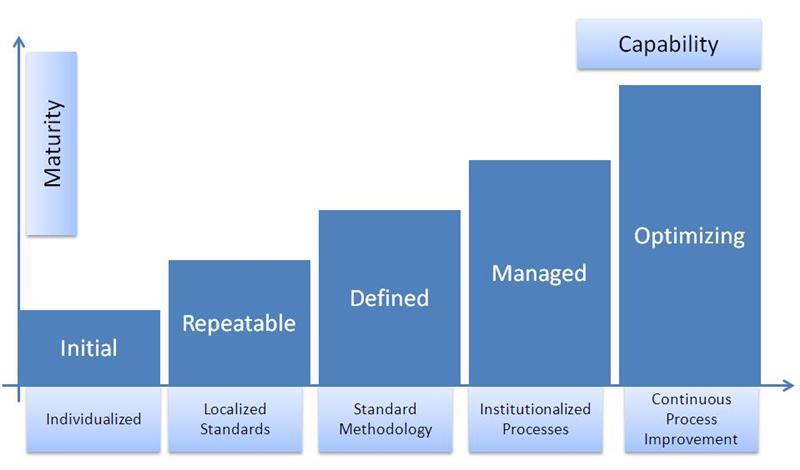 Capability
Maturity
Initial
Repeatable
Defined
Managed
Optimizing
Individualized
Localized
Standards
Standard
Methodology
Institutionalized
Processes
Continuous
Process
Improvement